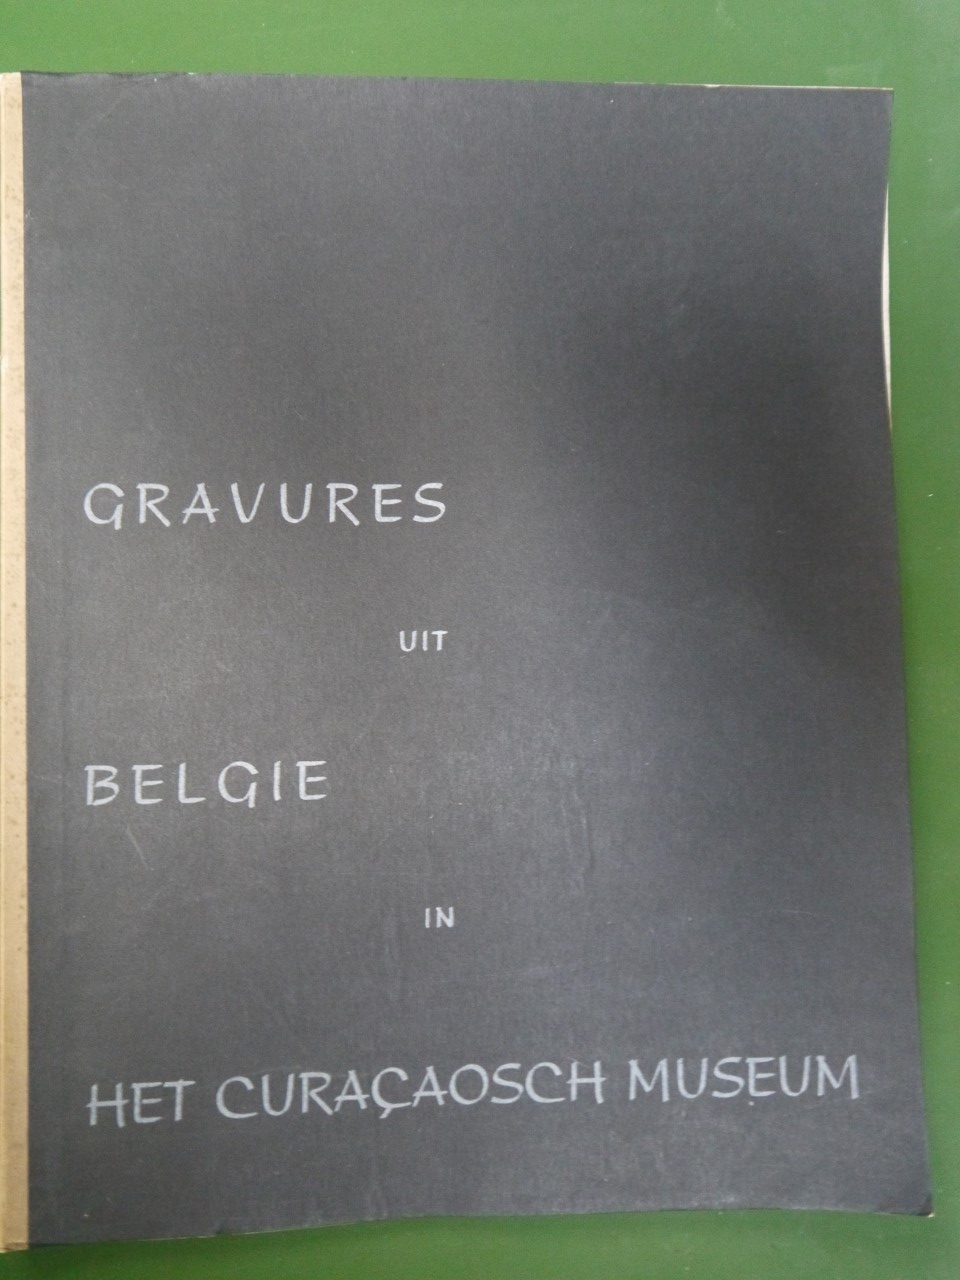 GRAVURES
UIT
BELGIE
IN
HET CURAÇAOSCH MUSEUM